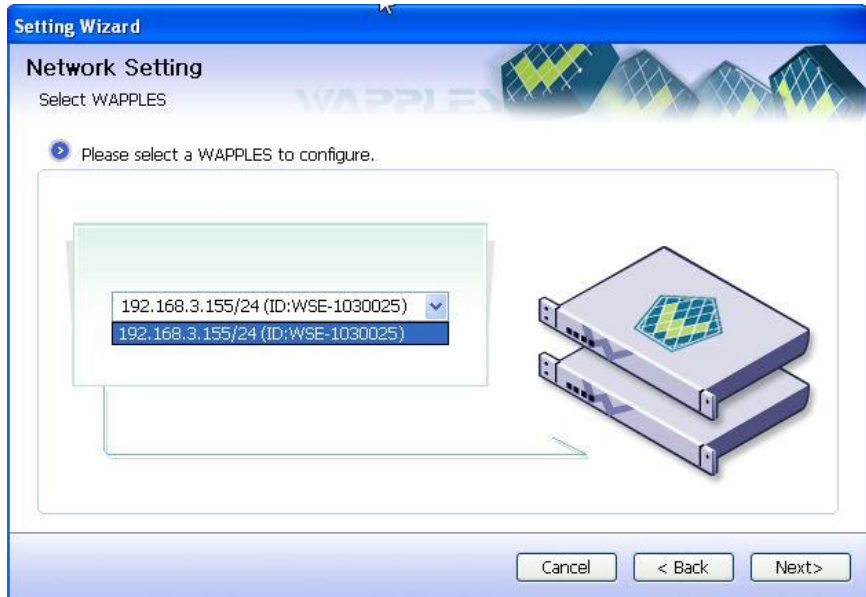 Setting Wizard
Network Setting
Select WAPPLES
WAPPLES
Please select a WAPPLES to configure.
192.168.3.155/24 (ID:WSE-1030025)
192.168.3.155/24 (ID:WSE-1030025)
Cancel
< Back
Next>